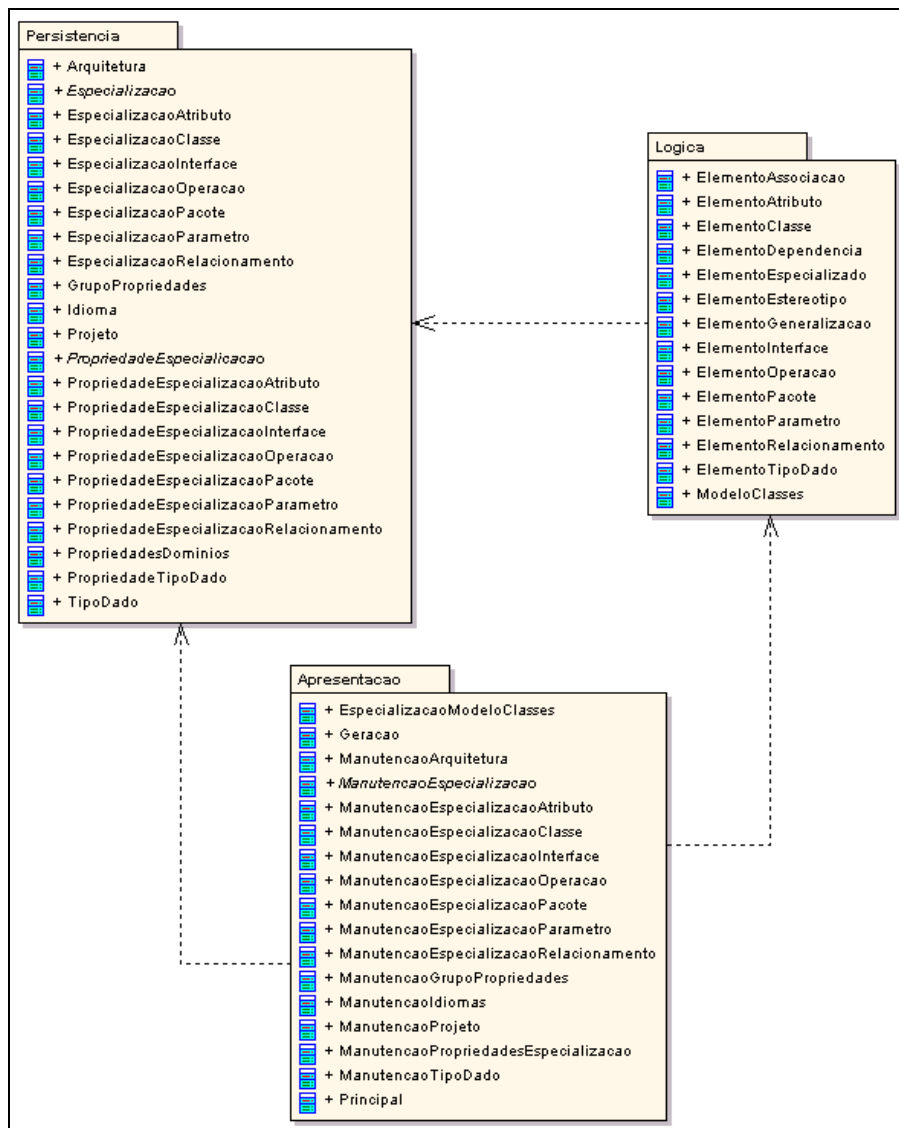 Persistencia
+ Arquitetura
+ Especializacao
+ EspecializacaoAtributo
+ EspecializacaoClasse
+ EspecializacaoInterface
+ EspecializacaoOperacao
+ EspecializacaoPacote
+ EspecializacaoParametro
+ EspecializacaoRelacionamento
+ GrupoPropriedades
+ Idioma
+ Projeto
+ PropriedadeEspecialicacao
+ PropriedadeEspecializacaoAtributo
+ PropriedadeEspecializacaoClasse
+ PropriedadeEspecializacaoInterface
+ PropriedadeEspecializacaoOperacao
+ PropriedadeEspecializacaoPacote
+ PropriedadeEspecializacaoParametro
+ PropriedadeEspecializacaoRelacionamento
+ PropriedadesDominios
+ PropriedadeTipoDado
+ TipoDado
Logica
+ ElementoAssociacao
+ ElementoAtributo
+ ElementoClasse
+ ElementoDependencia
+ ElementoEspecializado
+ ElementoEstereotipo
+ ElementoGeneralizacao
+ ElementoInterface
+ ElementoOperacao
+ ElementoPacote
+ ElementoParametro
+ ElementoRelacionamento
+ ElementoTipoDado
+ ModeloClasses
Apresentacao
+ EspecializacaoModeloClasses
+ Geracao
+ ManutencaoArquitetura
+ ManutencaoEspecializacao
+ ManutencaoEspecializacaoAtributo
+ ManutencaoEspecializacaoClasse
+ ManutencaoEspecializacaoInterface
+ ManutencaoEspecializacaoOperacao
+ ManutencaoEspecializacaoPacote
+ ManutencaoEspecializacaoParametro
+ ManutencaoEspecializacaoRelacionamento
+ ManutencaoGrupoPropriedades
+ ManutencaoIdiomas
+ ManutencaoProjeto
+ ManutencaoPropriedadesEspecializacao
+ ManutencaoTipoDado
+ Principal